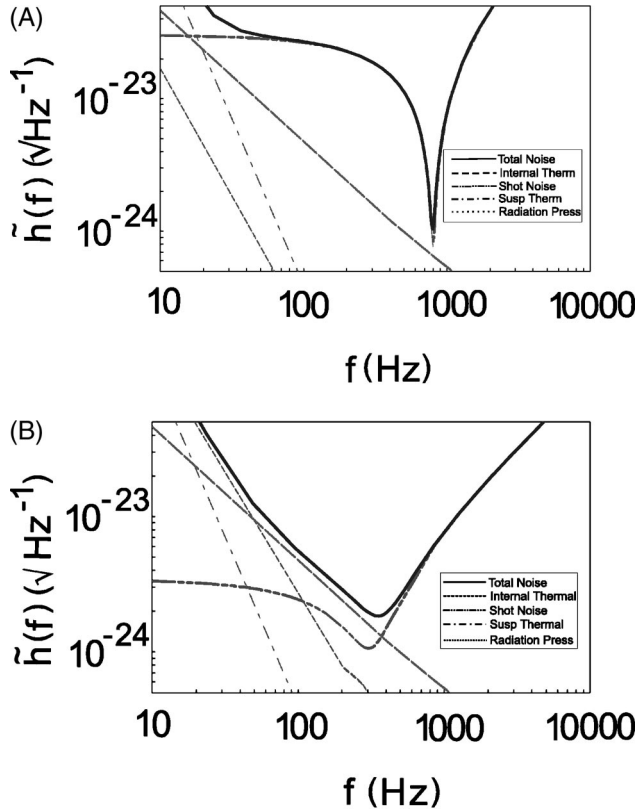 (A)
10⁻²³
10⁻²⁴
h̃(f) (√Hz⁻¹)
Total Noise
Internal Therm
Shot Noise
Susp Therm
Radiation Press
10 100 1000 10000
f (Hz)
(B)
10⁻²³
10⁻²⁴
h̃(f) (√Hz⁻¹)
Total Noise
Internal Thermal
Shot Noise
Susp Thermal
Radiation Press
10 100 1000 10000
f (Hz)